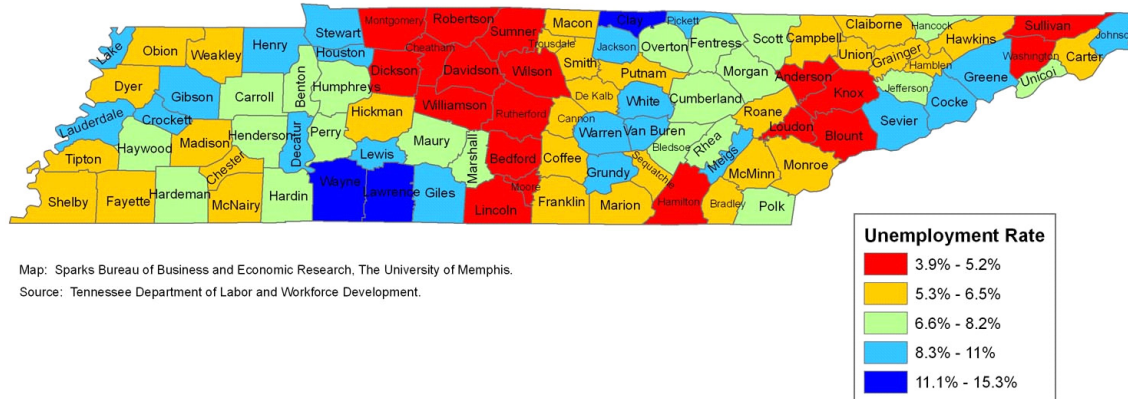 Lake
Obion
Weakley
Henry
Stewart
Montgomery
Robertson
Sumner
Macon
Clay
Pickett
Claiborne
Hancock
Hawkins
Sullivan
Johnso
Houston
Cheatham
Trousdale
Jackson
Overton
Fentress
Scott
Campbell
Union
Grainger
Hamblen
Washington
Carter
Dyer
Gibson
Carroll
Benton
Humphreys
Dickson
Davidson
Wilson
Smith
Putnam
Morgan
Anderson
Knox
Jefferson
Greene
Unicoi
Lauderdale
Crockett
Madison
Henderson
Decatur
Perry
Hickman
Williamson
Rutherford
De Kalb
Cannon
White
Cumberland
Roane
Loudon
Blount
Sevier
Cocke
Tipton
Haywood
Chester
Lewis
Maury
Marshall
Bedford
Coffee
Warren
Van Buren
Bledsoe
Rhea
Meigs
McMinn
Monroe
Shelby
Fayette
Hardeman
McNairy
Hardin
Wayne
Lawrence
Giles
Lincoln
Moore
Franklin
Grundy
Marion
Sequatchie
Hamilton
Bradley
Polk
Map: Sparks Bureau of Business and Economic Research, The University of Memphis.
Source: Tennessee Department of Labor and Workforce Development.
Unemployment Rate
3.9% - 5.2%
5.3% - 6.5%
6.6% - 8.2%
8.3% - 11%
11.1% - 15.3%